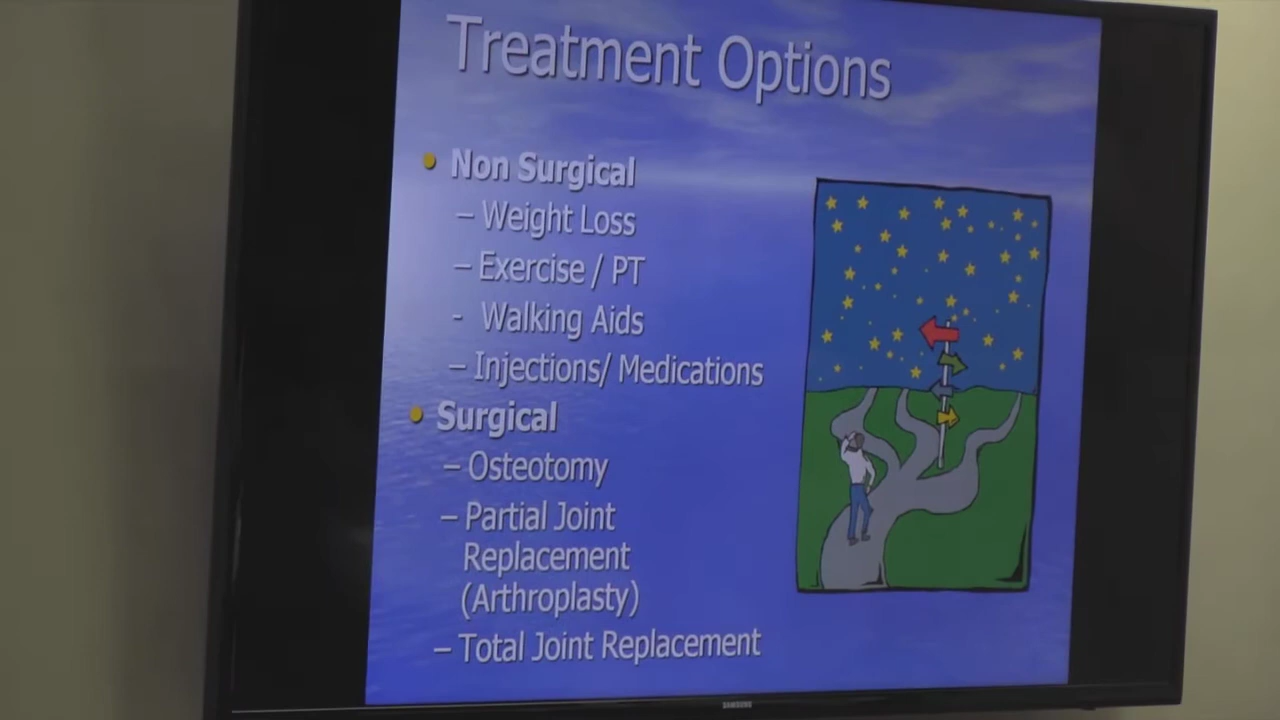 Treatment Options
• Non Surgical
– Weight Loss
– Exercise / PT
- Walking Aids
– Injections/ Medications
• Surgical
– Osteotomy
– Partial Joint
Replacement
(Arthroplasty)
– Total Joint Replacement
SAMSUNG